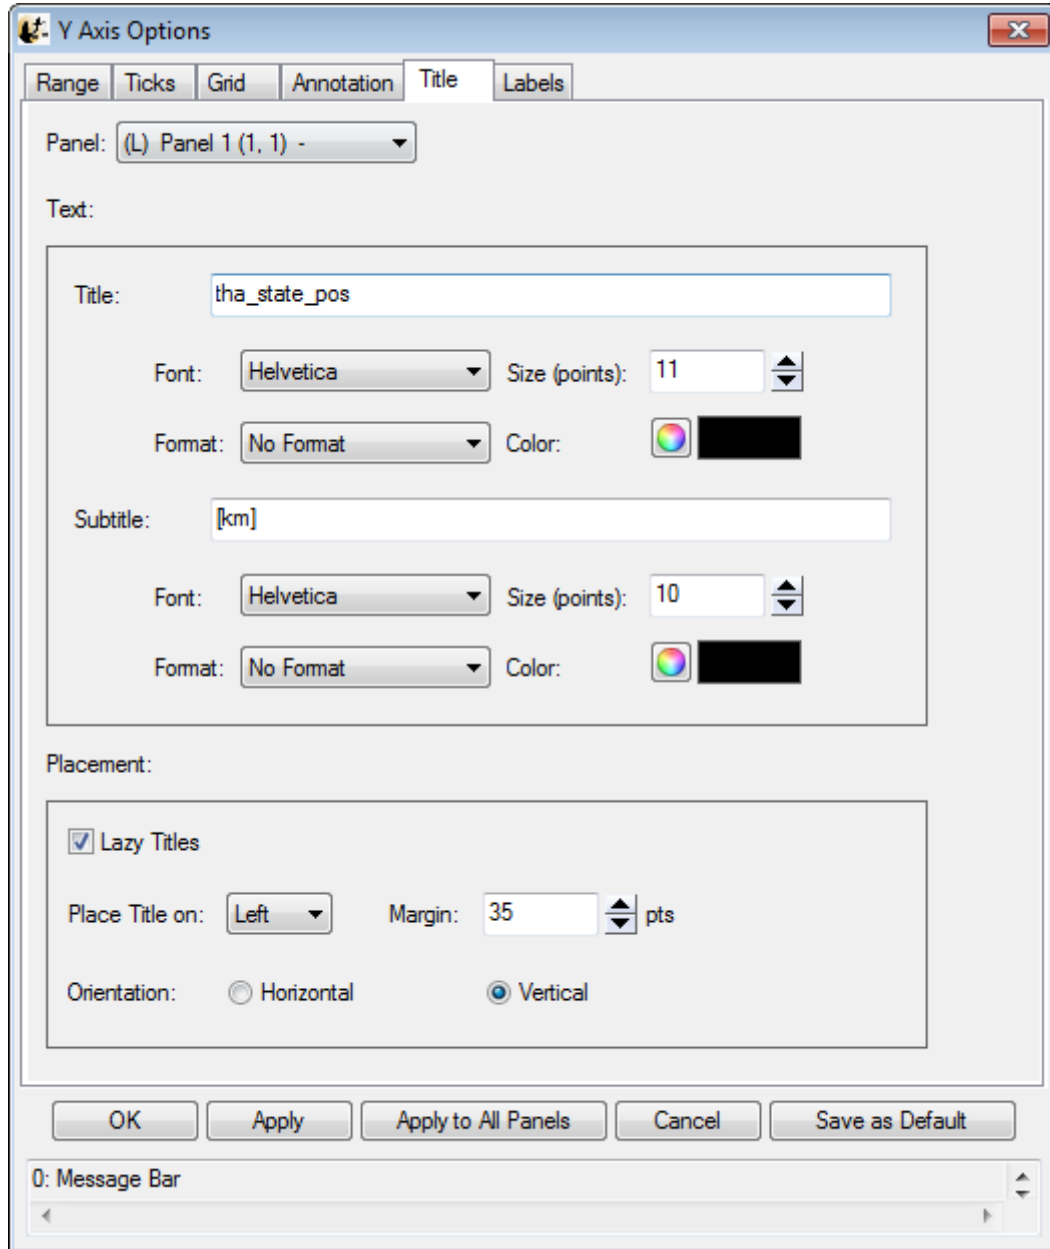 Y Axis Options
Range Ticks Grid Annotation Title Labels
Panel: (L) Panel 1 (1, 1) -
Text:
Title: tha_state_pos
Font: Helvetica Size (points): 11
Format: No Format Color:
Subtitle: [km]
Font: Helvetica Size (points): 10
Format: No Format Color:
Placement:
Lazy Titles
Place Title on: Left Margin: 35 pts
Orientation: Horizontal Vertical
OK Apply Apply to All Panels Cancel Save as Default
0: Message Bar